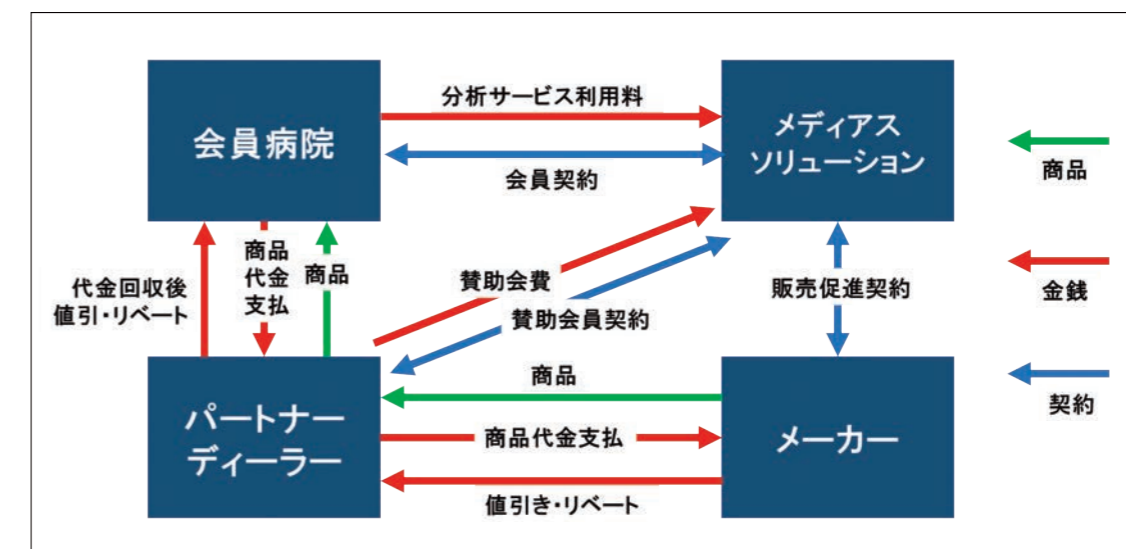 分析サービス利用料
会員病院
メディアス
ソリューション
会員契約
商品
商品
代金
支払
商品
代金回収後
値引・リベート
賛助会費
賛助会員契約
販売促進契約
金銭
商品
契約
パートナー
ディーラー
商品代金支払
メーカー
値引き・リベート